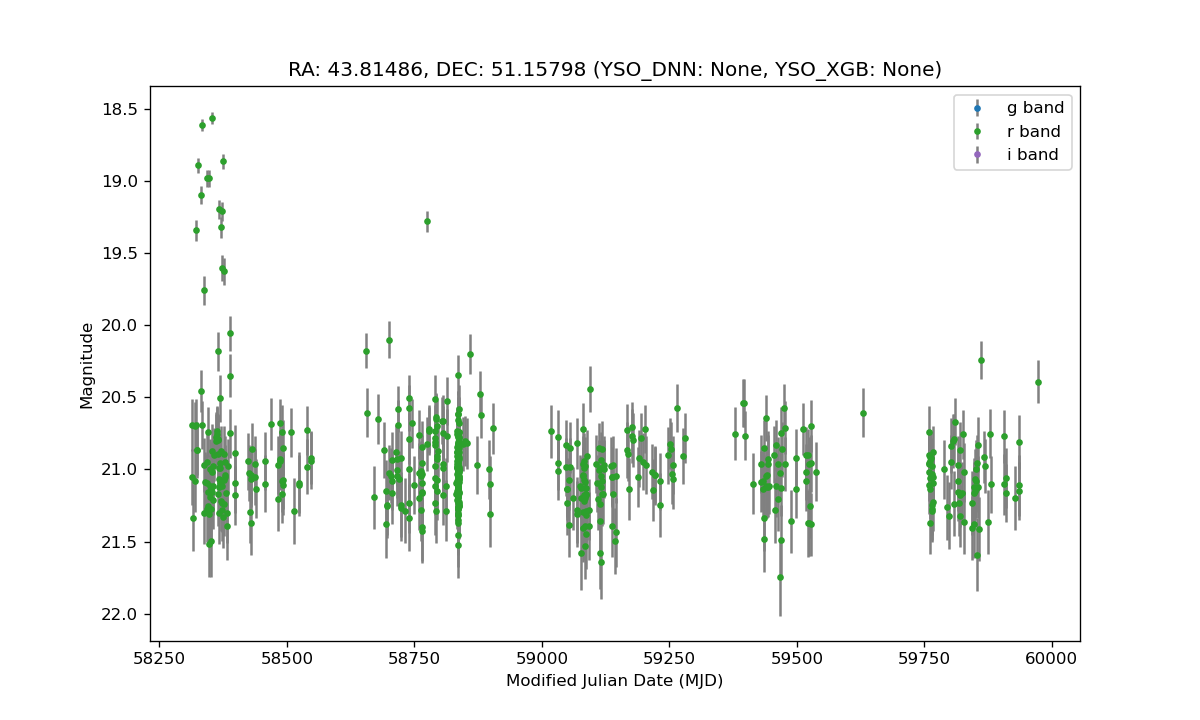 RA: 43.81486, DEC: 51.15798 (YSO_DNN: None, YSO_XGB: None)
g band
r band
i band
Magnitude
18.5
19.0
19.5
20.0
20.5
21.0
21.5
22.0
58250 58500 58750 59000 59250 59500 59750 60000
Modified Julian Date (MJD)